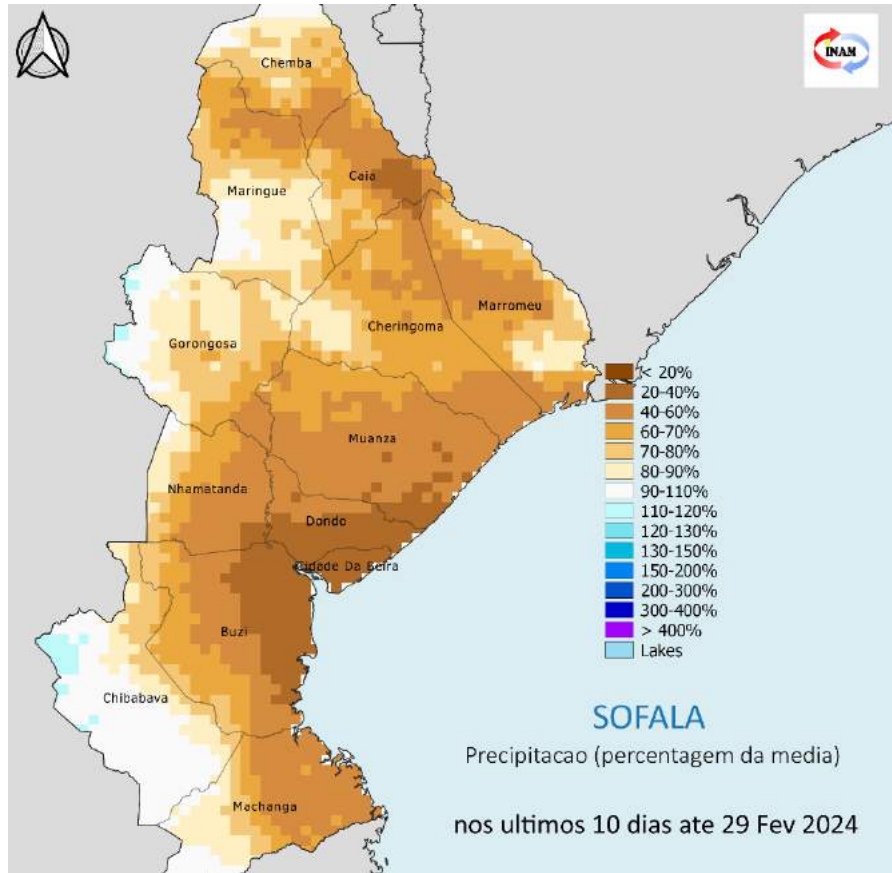 INAM
Chemba
Caia
Maringue
Marromeu
Cheringoma
Gorongosa
Muanza
Nhamatanda
Dondo
Cidade Da Beira
Buzi
Chibabava
Machanga
< 20%
20-40%
40-60%
60-70%
70-80%
80-90%
90-110%
110-120%
120-130%
130-150%
150-200%
200-300%
300-400%
> 400%
Lakes
SOFALA
Precipitacao (percentagem da media)
nos ultimos 10 dias ate 29 Fev 2024